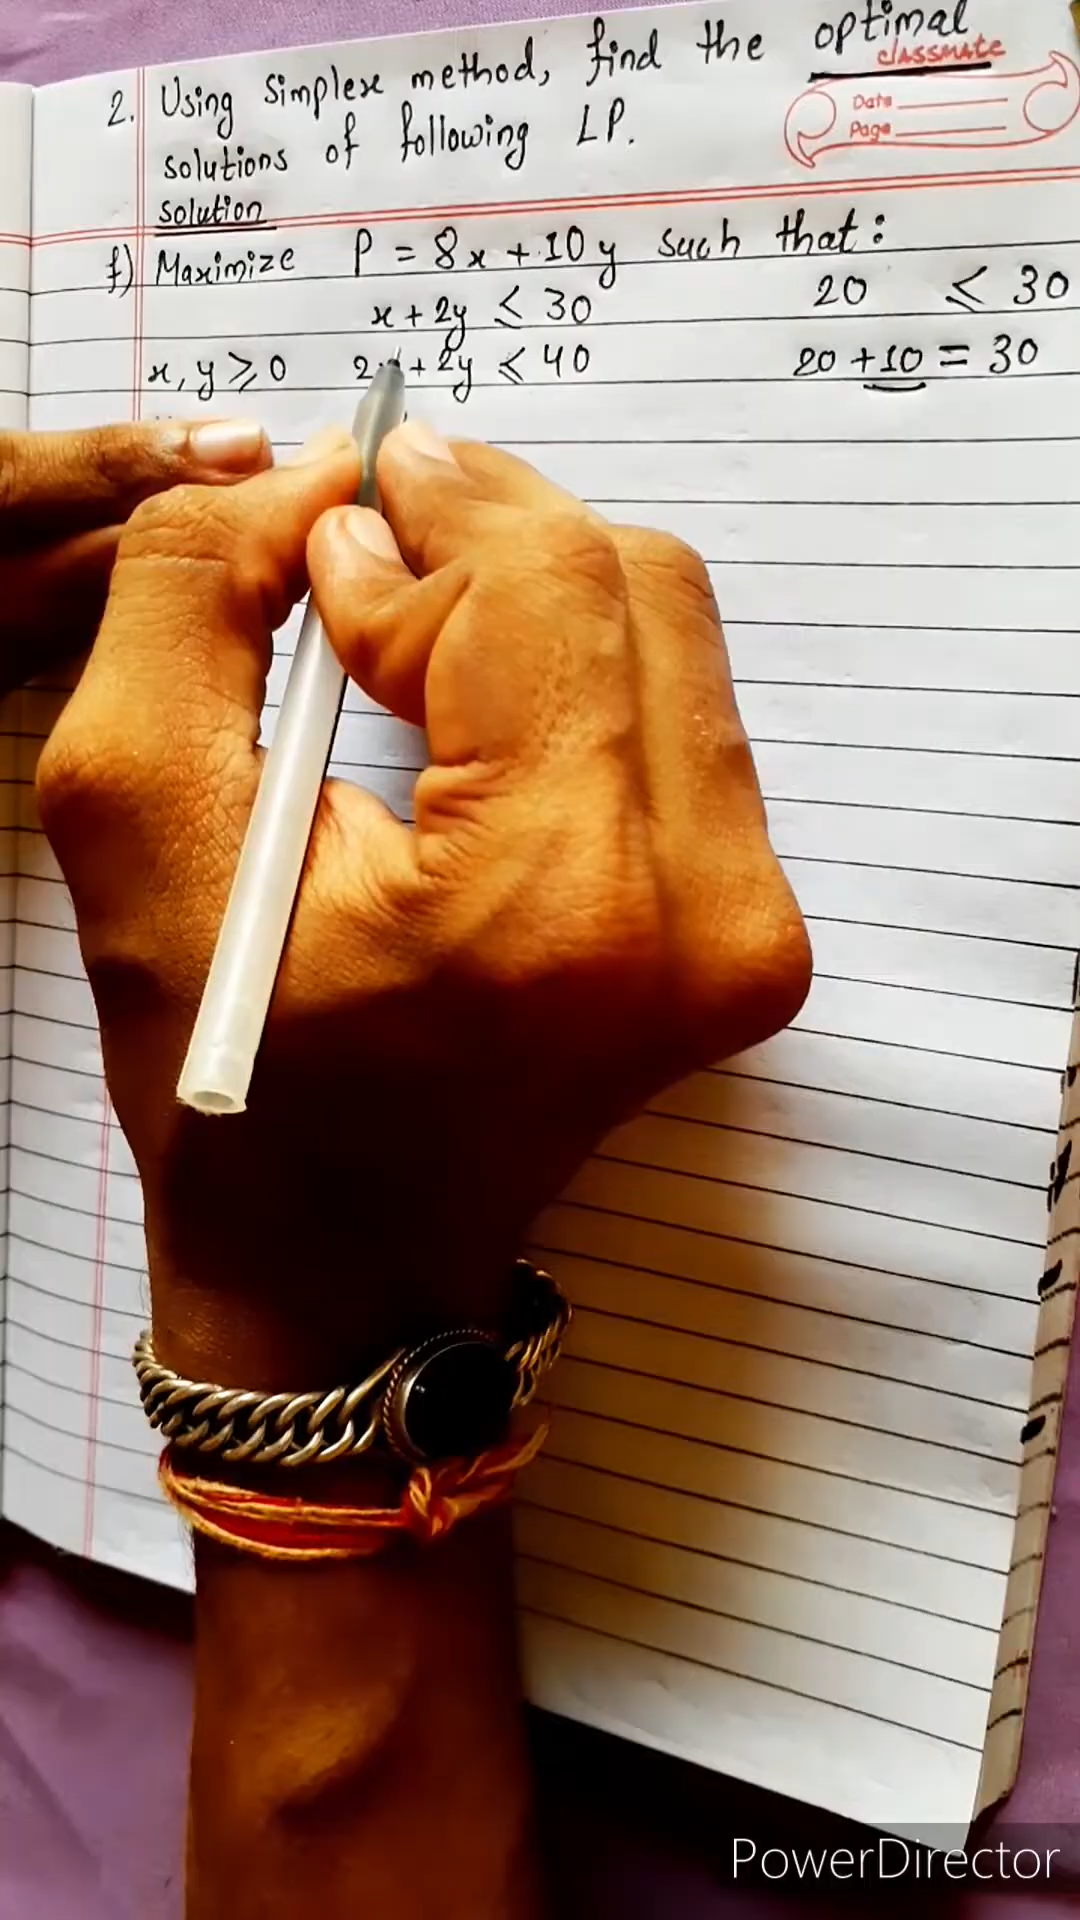 2. Using Simplex method, find the optimal
classmate
Date
Page
solutions of following LP.
solution
f) Maximize P = 8x + 10y such that:
x + 2y ≤ 30
20 ≤ 30
x, y ≥ 0
2x + 2y ≤ 40
20 + 10 = 30
PowerDirector